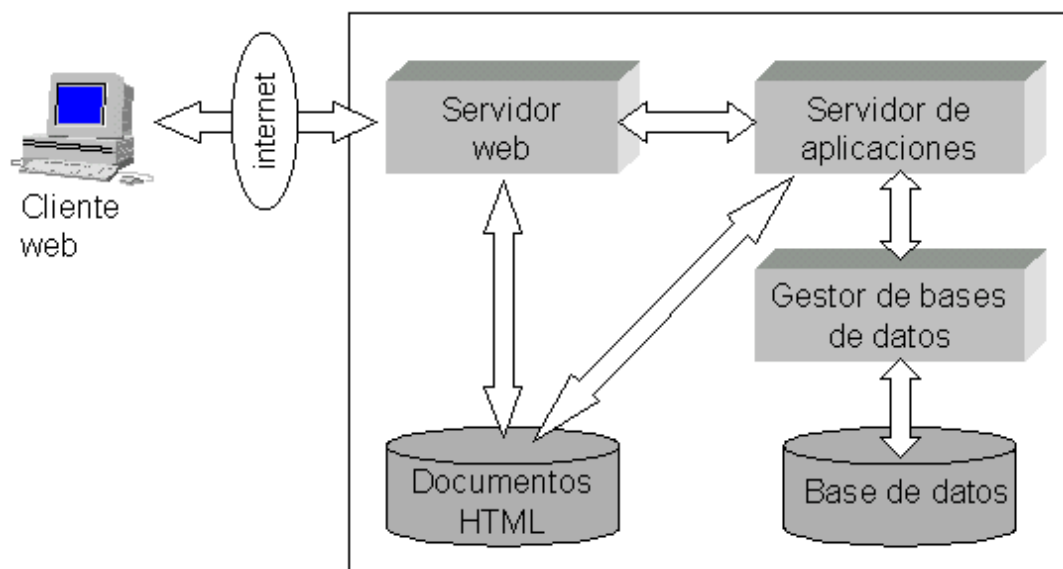 Cliente
web
internet
Servidor
web
Servidor de
aplicaciones
Gestor de bases
de datos
Documentos
HTML
Base de datos